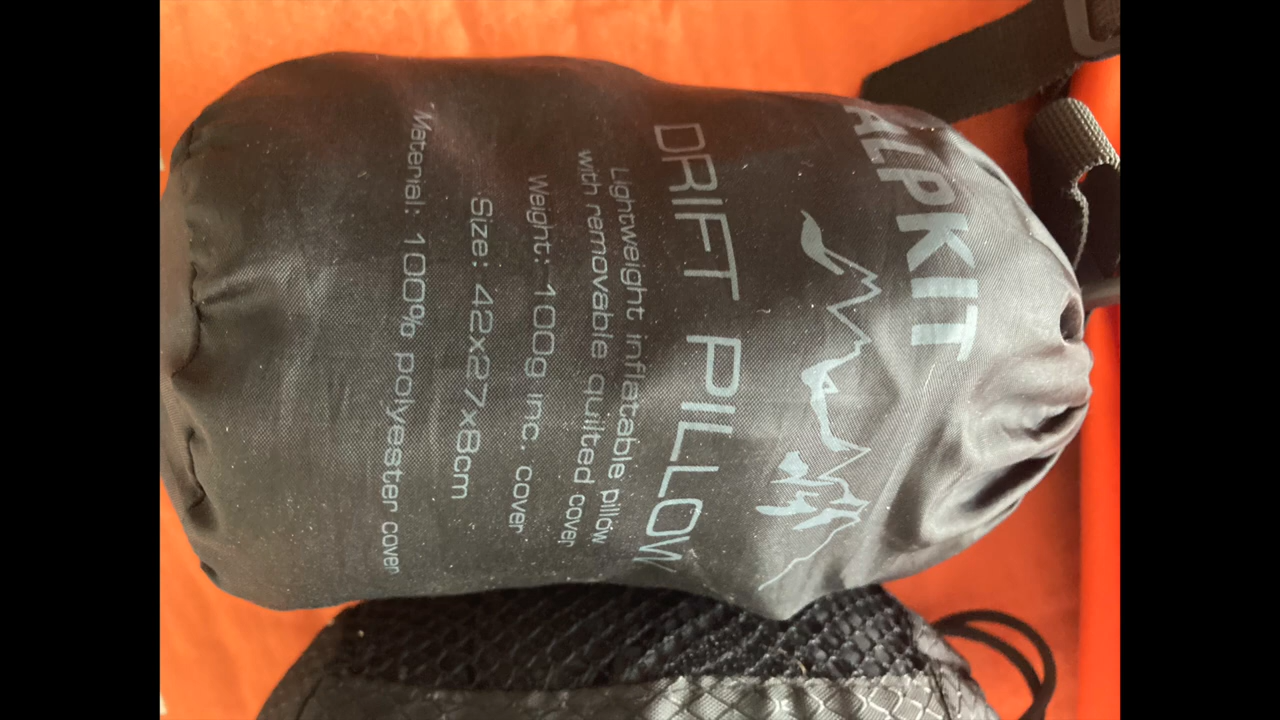 ALPKIT
DRIFT PILLOW
Lightweight inflatable pillow
with removable quilted cover
Weight: 100g inc. cover
Size: 42x27x8cm
Material: 100% polyester cover